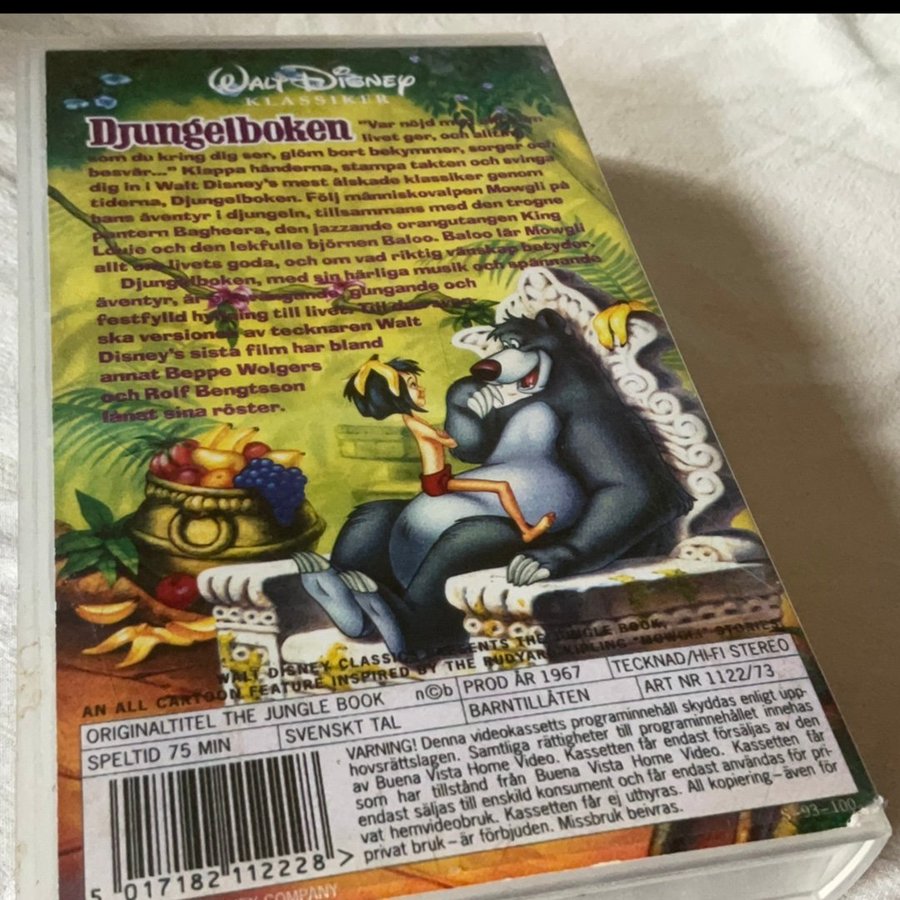 WALT DISNEY
KLASSIKER
Djungelboken "Var nöjd med
livet ger, och allt
som du kring dig ser, glöm bort bekymmer, sorger och
besvär..." Klappa händerna, stampa takten och svinga
dig in i Walt Disney's mest älskade klassiker genom
tiderna, Djungelboken. Följ människovalpen Mowgli på
hans äventyr i djungeln, tillsammans med den trogne
Pantern Bagheera, den jazzande orangutangen King
Louie och den lekfulle björnen Baloo. Baloo lär Mowgli
allt om livets goda, och om vad riktig vänskap betyder.
Djungelboken, med sin härliga musik och spännande
äventyr, är gungande och
festfylld hyllning till livet.
ska versionen av tecknaren Walt
Disney's sista film har bland
annat Beppe Wolgers
och Rolf Bengtsson
lånat sina röster.
WALT DISNEY CLASSICS PRESENTS THE JUNGLE BOOK,
AN ALL CARTOON FEATURE INSPIRED BY THE RUDYARD KIPLING "MOWGLI" STORIES
ORIGINALTITEL THE JUNGLE BOOK n©b PROD ÅR 1967 TECKNAD/HI-FI STEREO
SPELTID 75 MIN SVENSKT TAL BARNTILLÅTEN ART NR 1122/73
VARNING! Denna videokassetts programinnehåll skyddas enligt upp-
hovsrättslagen. Samtliga rättigheter till programinnehållet innehas
av Buena Vista Home Video. Kassetten får endast försäljas av den
som har tillstånd från Buena Vista Home Video. Kassetten får
endast säljas till enskild konsument och får endast användas för pri-
vat hemvideobruk. Kassetten får ej uthyras. All kopiering–även för
privat bruk–är förbjuden. Missbruk beivras.
S-93-100
5 017182 112228 >
COMPANY